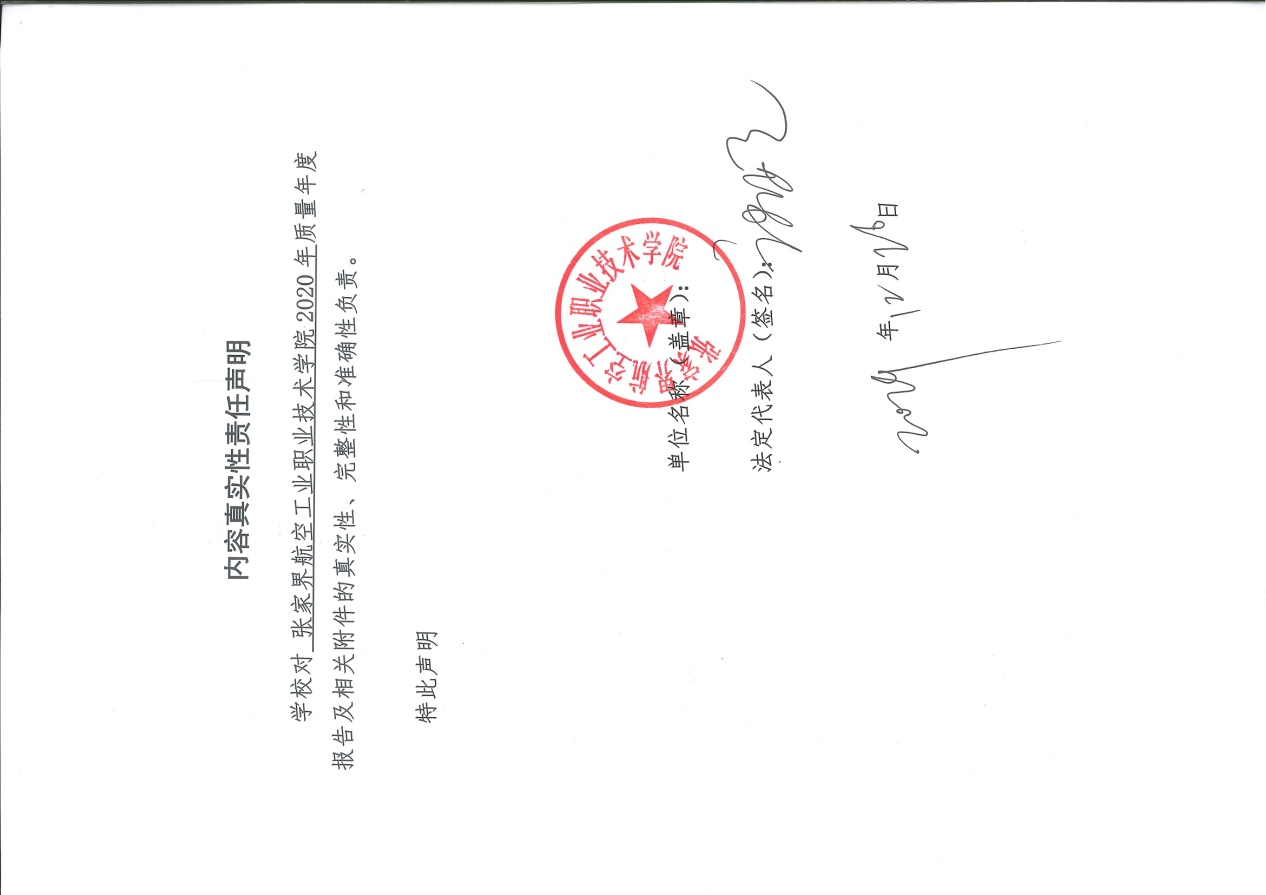 内容真实性责任声明
学校对 张家界航空工业职业技术学院2020年质量年度
报告及相关附件的真实性、完整性和准确性负责。
特此声明
张家界航空工业职业技术学院
单位名称（盖章）：
法定代表人（签名）：
年 月 日